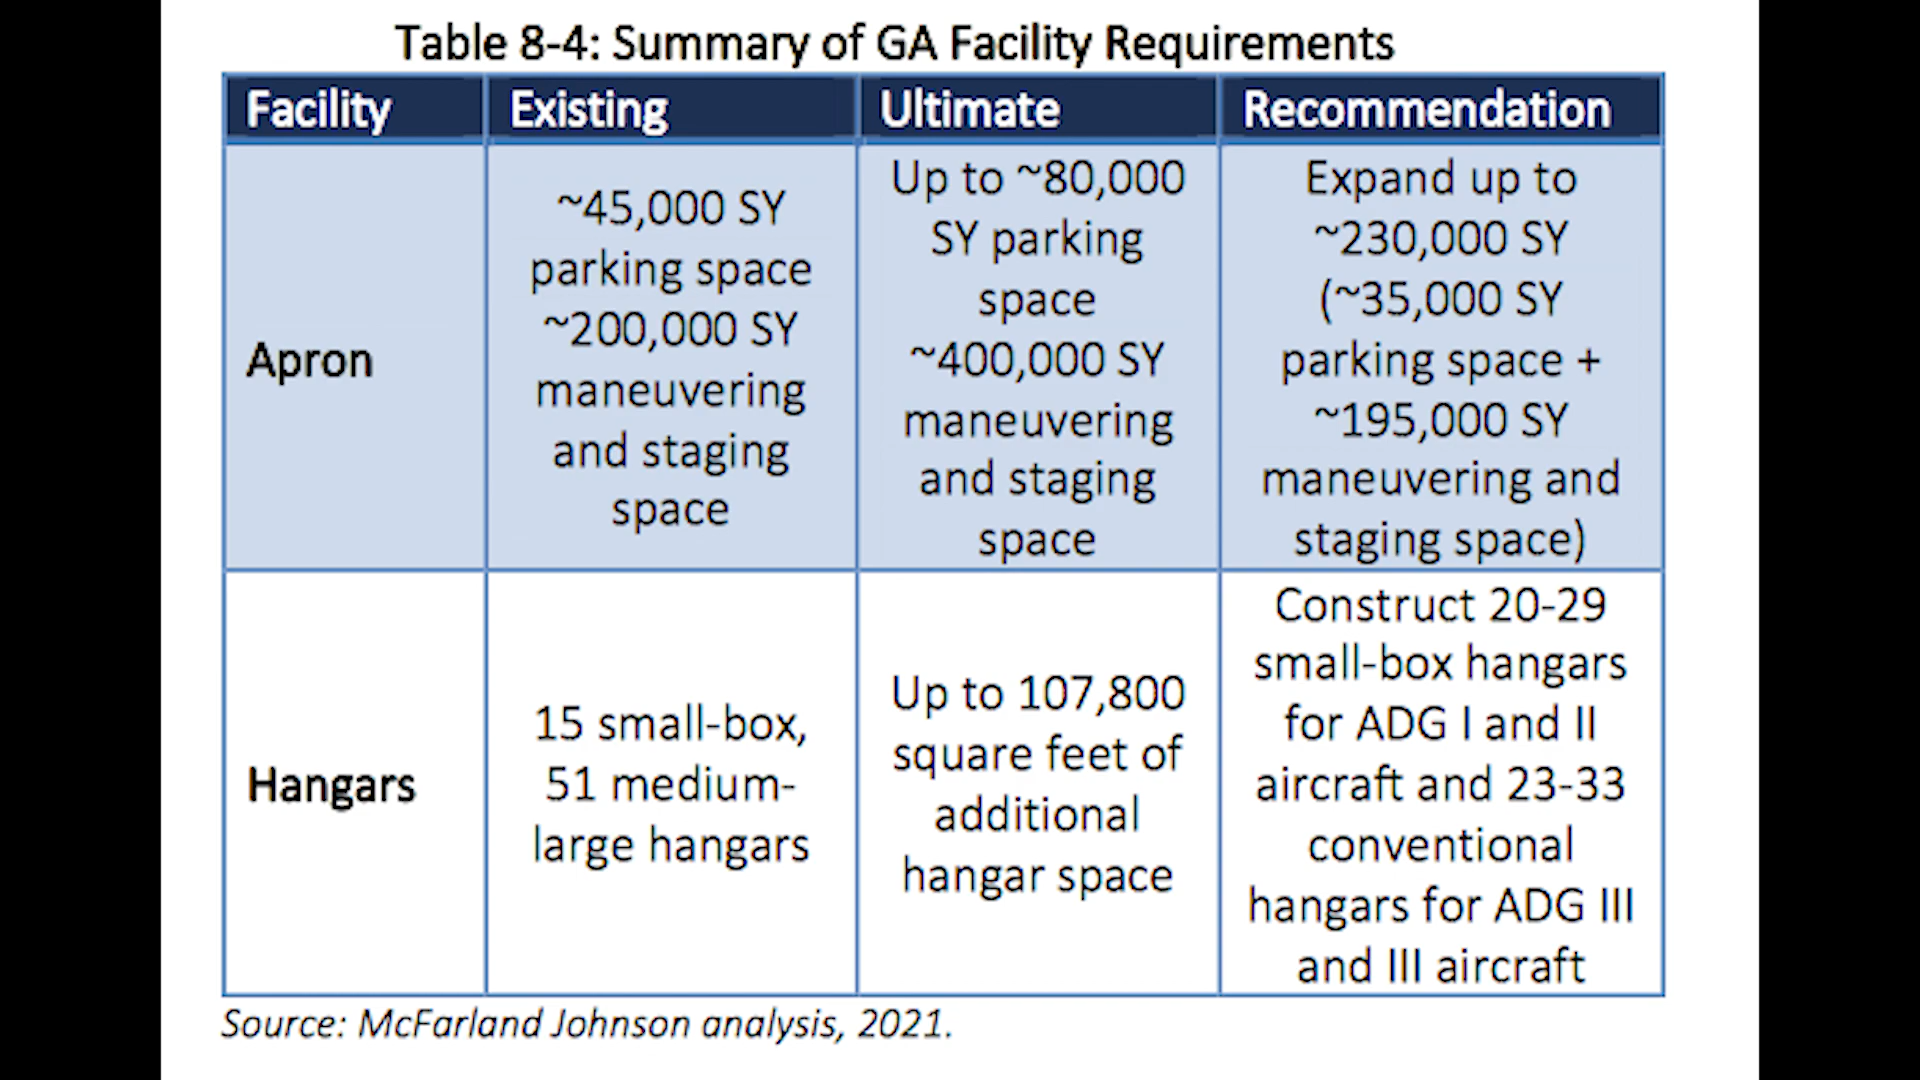 Table 8-4: Summary of GA Facility Requirements
Facility
Existing
Ultimate
Recommendation
Apron
~45,000 SY
parking space
~200,000 SY
maneuvering
and staging
space
Up to ~80,000
SY parking
space
~400,000 SY
maneuvering
and staging
space
Expand up to
~230,000 SY
(~35,000 SY
parking space +
~195,000 SY
maneuvering and
staging space)
Hangars
15 small-box,
51 medium-
large hangars
Up to 107,800
square feet of
additional
hangar space
Construct 20-29
small-box hangars
for ADG I and II
aircraft and 23-33
conventional
hangars for ADG III
and III aircraft
Source: McFarland Johnson analysis, 2021.